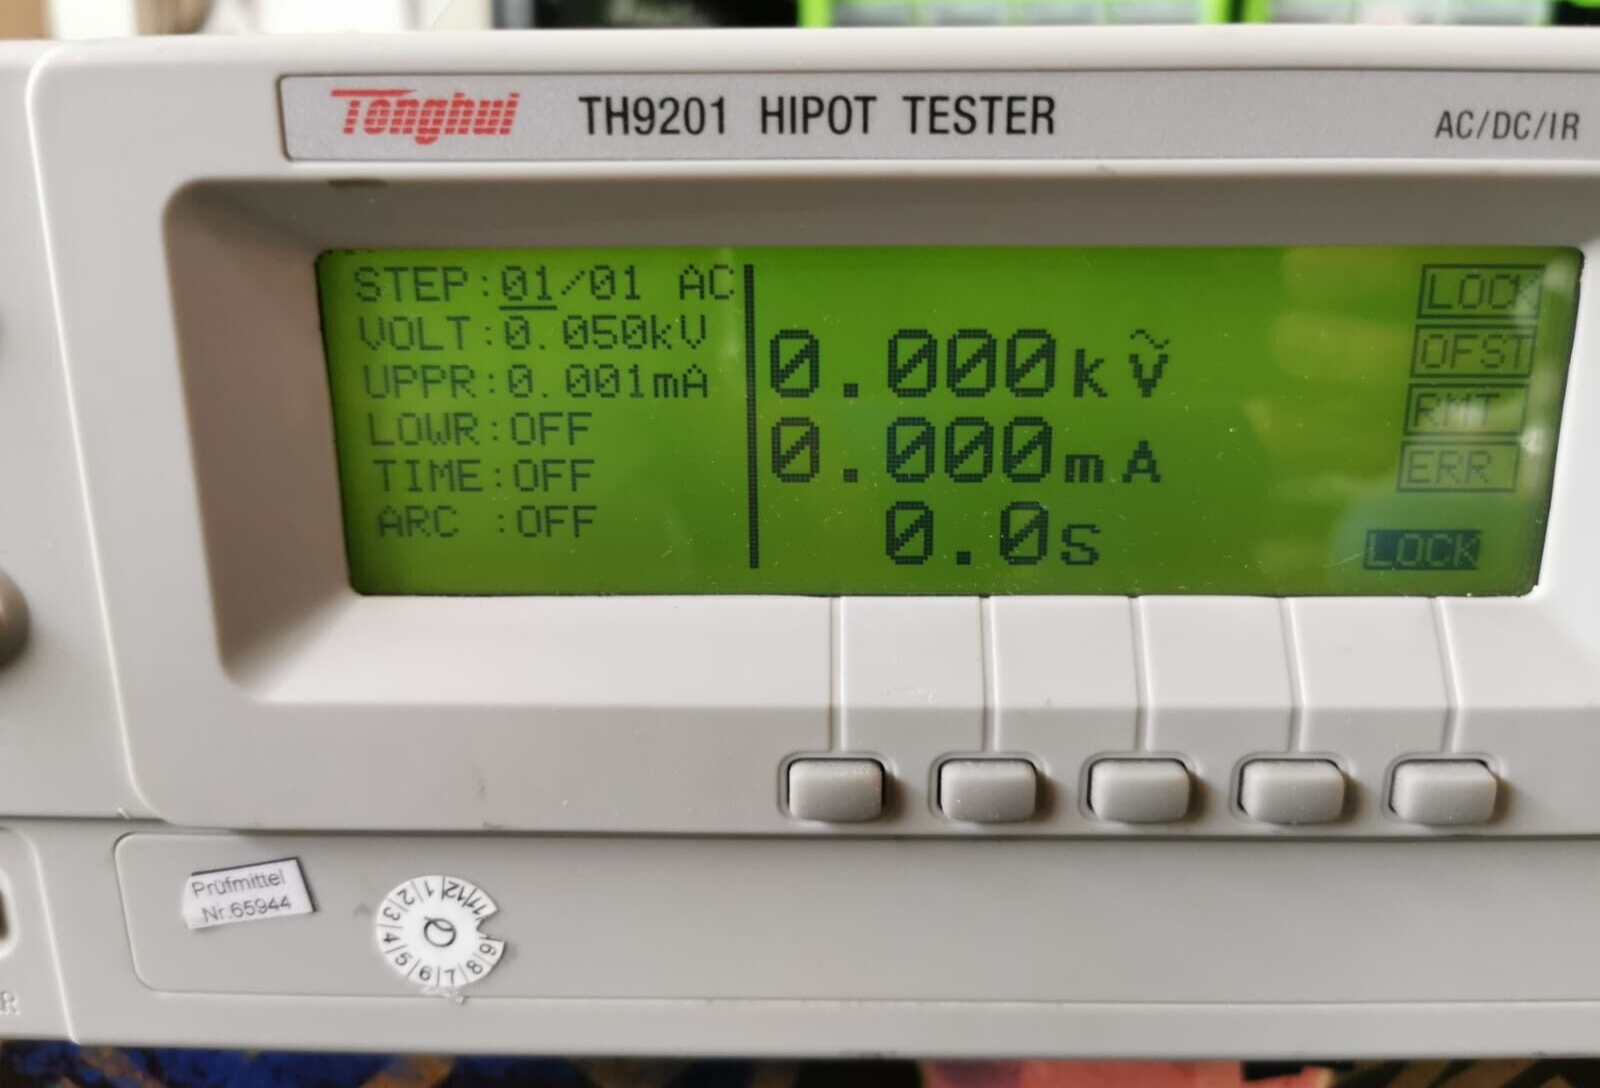 Tonghui TH9201 HIPOT TESTER AC/DC/IR
STEP:01/01 AC
VOLT:0.050kV
UPPR:0.001mA
LOWR:OFF
TIME:OFF
ARC :OFF
0.000kV
0.000mA
0.0s
LOCK
OFST
RMT
ERR
LOCK
Prüfmittel
Nr.65944
1 2 3 4 5 6 7 8 9 11 12
Q